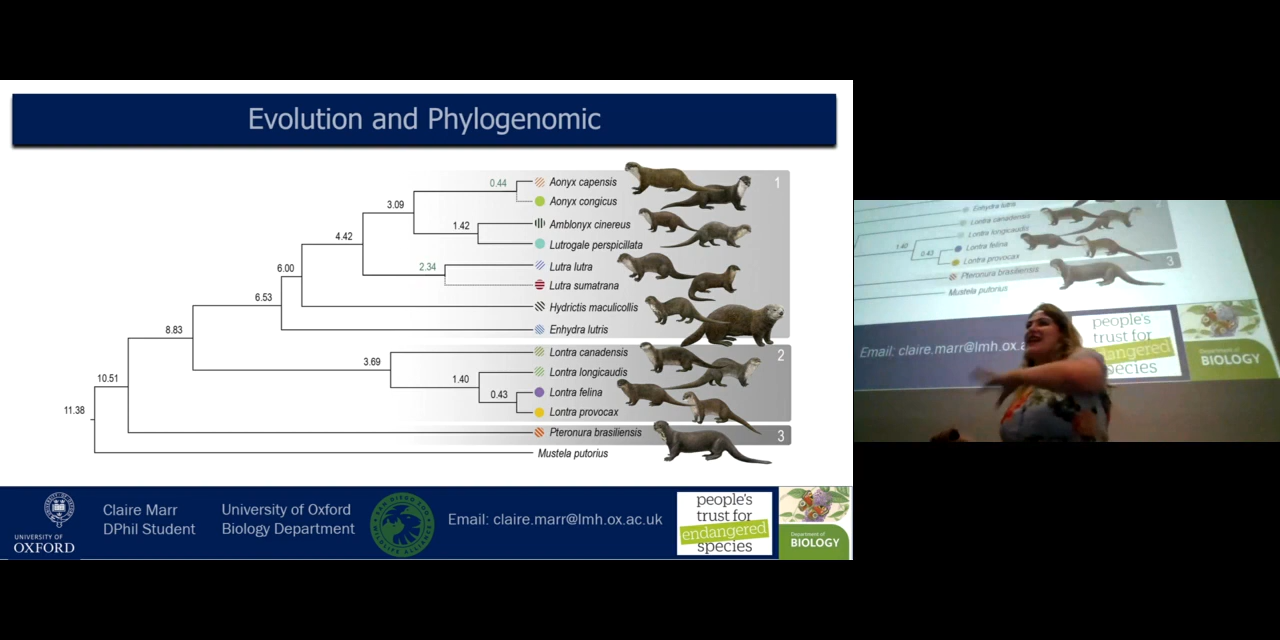 Evolution and Phylogenomic
0.44
Aonyx capensis
1
Aonyx congicus
3.09
1.42
Amblonyx cinereus
4.42
Lutrogale perspicillata
2.34
Lutra lutra
6.00
Lutra sumatrana
6.53
Hydrictis maculicollis
8.83
Enhydra lutris
Lontra canadensis
2
3.69
Lontra longicaudis
10.51
1.40
0.43
Lontra felina
11.38
Lontra provocax
Pteronura brasiliensis
3
Mustela putorius
Claire Marr
DPhil Student
University of Oxford
Biology Department
UNIVERSITY OF
OXFORD
Email: claire.marr@lmh.ox.ac.uk
people's
trust for
endangered
species
Department of
BIOLOGY
Enhydra lutris
Lontra canadensis
Lontra longicaudis
1.40
0.43
Lontra felina
Lontra provocax
Pteronura brasiliensis
3
Mustela putorius
Email: claire.marr@lmh.ox.a
people's
trust for
endangered
species
Department of
BIOLOGY